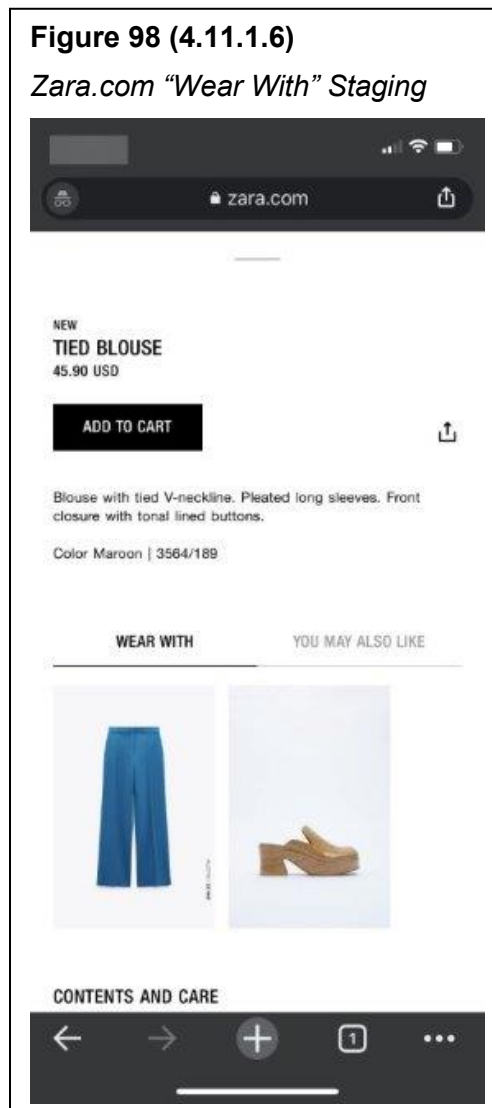 Figure 98 (4.11.1.6)
Zara.com “Wear With” Staging
zara.com
NEW
TIED BLOUSE
45.90 USD
ADD TO CART
Blouse with tied V-neckline. Pleated long sleeves. Front
closure with tonal lined buttons.
Color Maroon | 3564/189
WEAR WITH YOU MAY ALSO LIKE
CONTENTS AND CARE
1